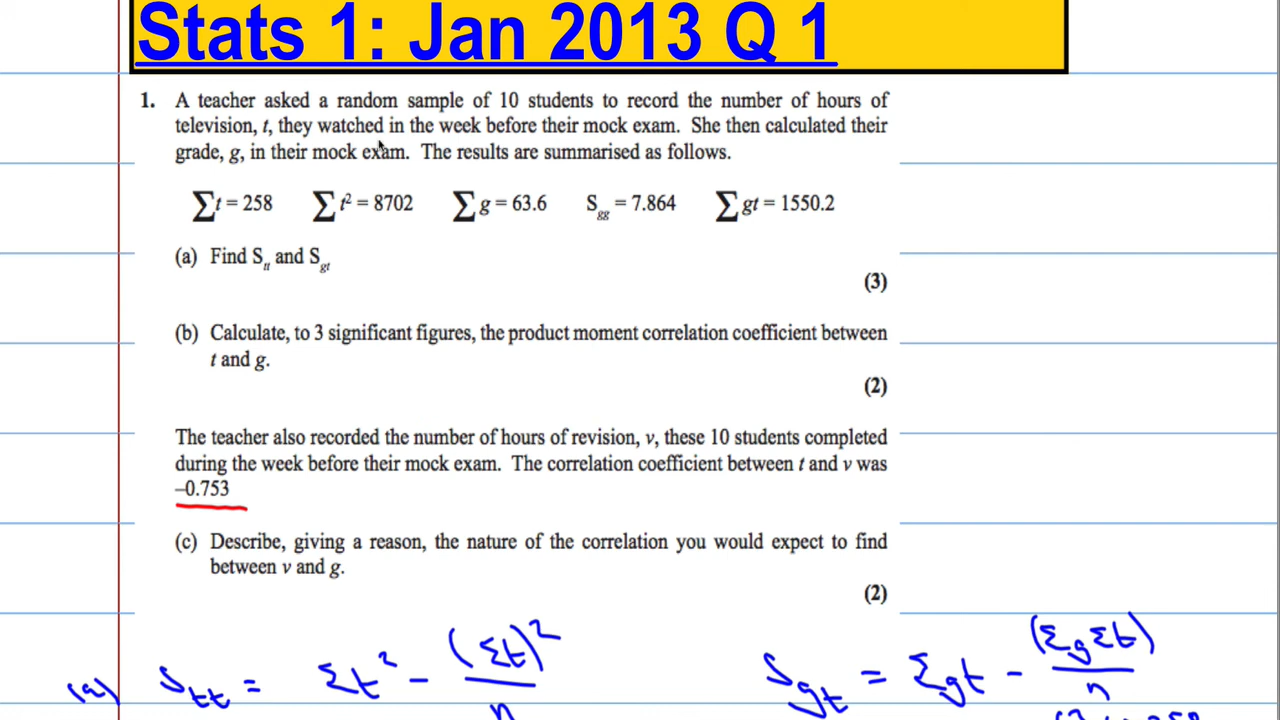 Stats 1: Jan 2013 Q 1
1. A teacher asked a random sample of 10 students to record the number of hours of
television, t, they watched in the week before their mock exam. She then calculated their
grade, g, in their mock exam. The results are summarised as follows.
∑t = 258 ∑t² = 8702 ∑g = 63.6 S_gg = 7.864 ∑gt = 1550.2
(a) Find S_tt and S_gt
(3)
(b) Calculate, to 3 significant figures, the product moment correlation coefficient between
t and g.
(2)
The teacher also recorded the number of hours of revision, v, these 10 students completed
during the week before their mock exam. The correlation coefficient between t and v was
–0.753
(c) Describe, giving a reason, the nature of the correlation you would expect to find
between v and g.
(2)
(a) S_tt = Σt² - (Σt)²/n S_gt = Σgt - (ΣgΣt)/n